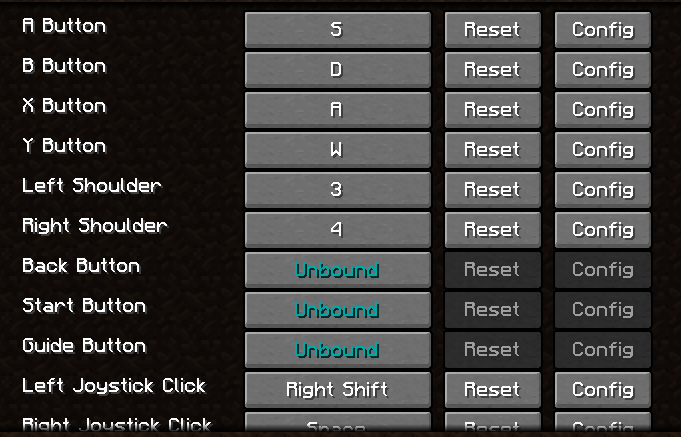 A Button S Reset Config
B Button D Reset Config
X Button A Reset Config
Y Button W Reset Config
Left Shoulder 3 Reset Config
Right Shoulder 4 Reset Config
Back Button Unbound Reset Config
Start Button Unbound Reset Config
Guide Button Unbound Reset Config
Left Joystick Click Right Shift Reset Config
Right Joystick Click Space Reset Config